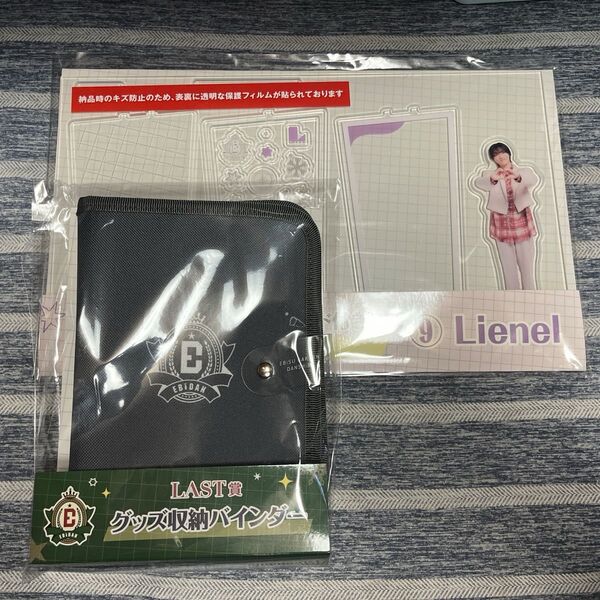 納品時のキズ防止のため、表裏に透明な保護フィルムが貼られております
⑨ Lienel
E
EBiDAN
EBISU
DAN
LAST賞
グッズ収納バインダー
E
EBiDAN